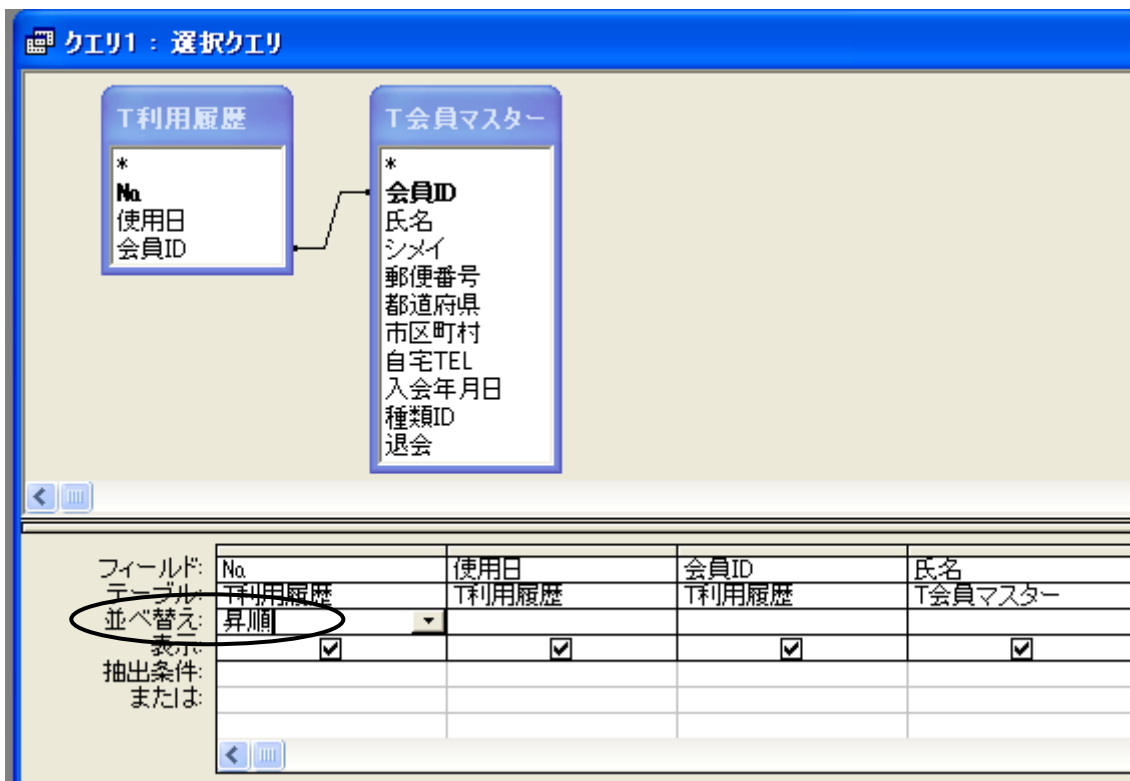 クエリ1 : 選択クエリ
T利用履歴
*
No.
使用日
会員ID
T会員マスター
*
会員ID
氏名
シメイ
郵便番号
都道府県
市区町村
自宅TEL
入会年月日
種類ID
退会
フィールド: No. 使用日 会員ID 氏名
テーブル: T利用履歴 T利用履歴 T利用履歴 T会員マスター
並べ替え: 昇順
表示:
抽出条件:
または: